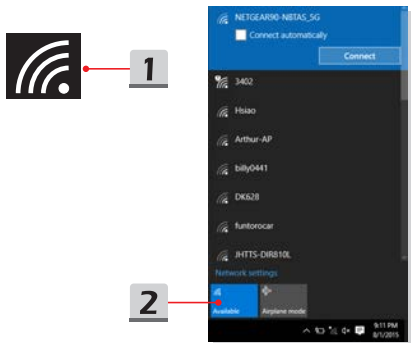 NETGEAR90-NBTAS_5G
Connect automatically
Connect
1
3402
Hsiao
Arthur-AP
billy0441
DK628
funtorocar
JHTTS-DIR810L
Network settings
2
Available
Airplane mode
9:11 PM
8/1/2015